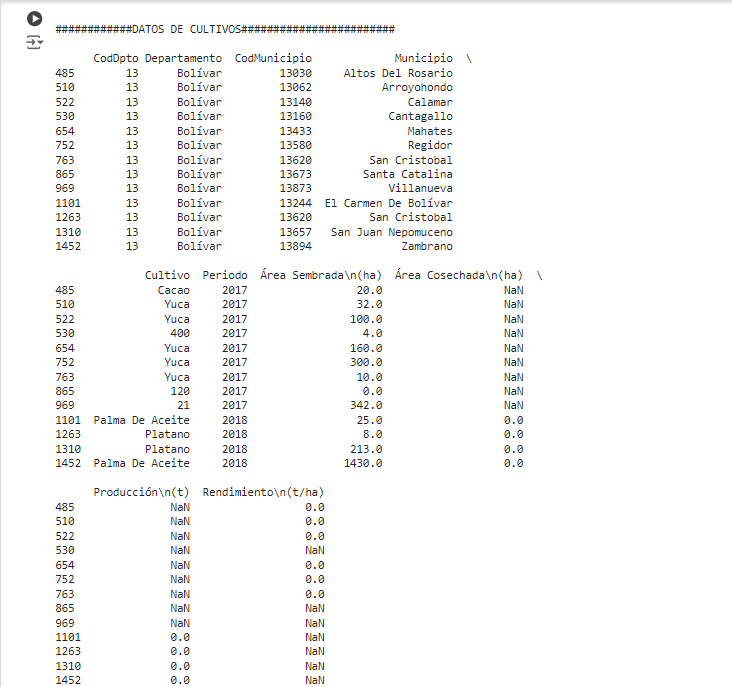 ############DATOS DE CULTIVOS########################
CodDpto Departamento CodMunicipio Municipio \
485 13 Bolívar 13030 Altos Del Rosario
510 13 Bolívar 13062 Arroyohondo
522 13 Bolívar 13140 Calamar
530 13 Bolívar 13160 Cantagallo
654 13 Bolívar 13433 Mahates
752 13 Bolívar 13580 Regidor
763 13 Bolívar 13620 San Cristobal
865 13 Bolívar 13673 Santa Catalina
969 13 Bolívar 13873 Villanueva
1101 13 Bolívar 13244 El Carmen De Bolívar
1263 13 Bolívar 13620 San Cristobal
1310 13 Bolívar 13657 San Juan Nepomuceno
1452 13 Bolívar 13894 Zambrano
Cultivo Periodo Área Sembrada\n(ha) Área Cosechada\n(ha) \
485 Cacao 2017 20.0 NaN
510 Yuca 2017 32.0 NaN
522 Yuca 2017 100.0 NaN
530 400 2017 4.0 NaN
654 Yuca 2017 160.0 NaN
752 Yuca 2017 300.0 NaN
763 Yuca 2017 10.0 NaN
865 120 2017 0.0 NaN
969 21 2017 342.0 NaN
1101 Palma De Aceite 2018 25.0 0.0
1263 Platano 2018 8.0 0.0
1310 Platano 2018 213.0 0.0
1452 Palma De Aceite 2018 1430.0 0.0
Producción\n(t) Rendimiento\n(t/ha)
485 NaN 0.0
510 NaN 0.0
522 NaN 0.0
530 NaN NaN
654 NaN 0.0
752 NaN 0.0
763 NaN 0.0
865 NaN NaN
969 NaN NaN
1101 0.0 NaN
1263 0.0 NaN
1310 0.0 NaN
1452 0.0 NaN